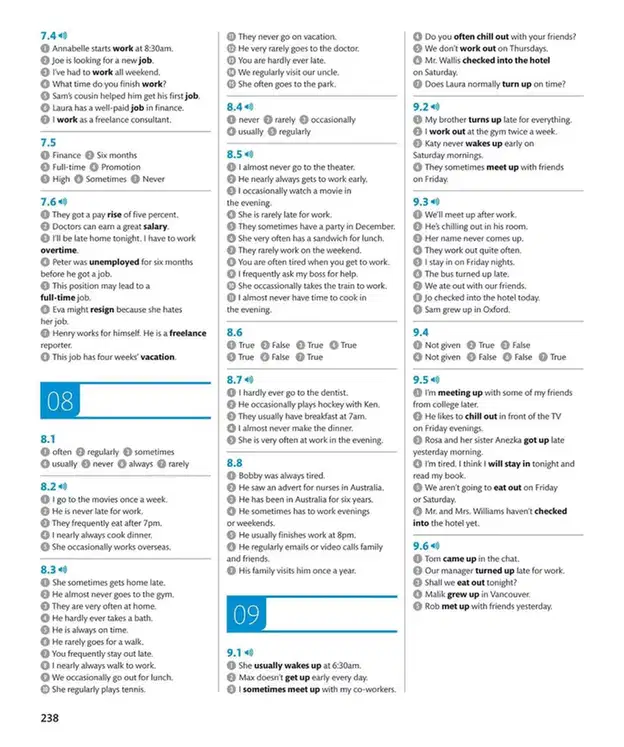 7.4
1 Annabelle starts work at 8:30am.
2 Joe is looking for a new job.
3 I've had to work all weekend.
4 What time do you finish work?
5 Sam's cousin helped him get his first job.
6 Laura has a well-paid job in finance.
7 I work as a freelance consultant.
7.5
1 Finance 2 Six months
3 Full-time 4 Promotion
5 High 6 Sometimes 7 Never
7.6
1 They got a pay rise of five percent.
2 Doctors can earn a great salary.
3 I'll be late home tonight. I have to work
overtime.
4 Peter was unemployed for six months
before he got a job.
5 This position may lead to a
full-time job.
6 Eva might resign because she hates
her job.
7 Henry works for himself. He is a freelance
reporter.
8 This job has four weeks' vacation.
08
8.1
1 often 2 regularly 3 sometimes
4 usually 5 never 6 always 7 rarely
8.2
1 I go to the movies once a week.
2 He is never late for work.
3 They frequently eat after 7pm.
4 I nearly always cook dinner.
5 She occasionally works overseas.
8.3
1 She sometimes gets home late.
2 He almost never goes to the gym.
3 They are very often at home.
4 He hardly ever takes a bath.
5 He is always on time.
6 He rarely goes for a walk.
7 You frequently stay out late.
8 I nearly always walk to work.
9 We occasionally go out for lunch.
10 She regularly plays tennis.
11 They never go on vacation.
12 He very rarely goes to the doctor.
13 You are hardly ever late.
14 We regularly visit our uncle.
15 She often goes to the park.
8.4
1 never 2 rarely 3 occasionally
4 usually 5 regularly
8.5
1 I almost never go to the theater.
2 He nearly always gets to work early.
3 I occasionally watch a movie in
the evening.
4 She is rarely late for work.
5 They sometimes have a party in December.
6 She very often has a sandwich for lunch.
7 They rarely work on the weekend.
8 You are often tired when you get to work.
9 I frequently ask my boss for help.
10 She occasionally takes the train to work.
11 I almost never have time to cook in
the evening.
8.6
1 True 2 False 3 True 4 True
5 True 6 False 7 True
8.7
1 I hardly ever go to the dentist.
2 He occasionally plays hockey with Ken.
3 They usually have breakfast at 7am.
4 I almost never make the dinner.
5 She is very often at work in the evening.
8.8
1 Bobby was always tired.
2 He saw an advert for nurses in Australia.
3 He has been in Australia for six years.
4 He sometimes has to work evenings
or weekends.
5 He usually finishes work at 8pm.
6 He regularly emails or video calls family
and friends.
7 His family visits him once a year.
09
9.1
1 She usually wakes up at 6:30am.
2 Max doesn't get up early every day.
3 I sometimes meet up with my co-workers.
4 Do you often chill out with your friends?
5 We don't work out on Thursdays.
6 Mr. Wallis checked into the hotel
on Saturday.
7 Does Laura normally turn up on time?
9.2
1 My brother turns up late for everything.
2 I work out at the gym twice a week.
3 Katy never wakes up early on
Saturday mornings.
4 They sometimes meet up with friends
on Friday.
9.3
1 We'll meet up after work.
2 He's chilling out in his room.
3 Her name never comes up.
4 They work out quite often.
5 I stay in on Friday nights.
6 The bus turned up late.
7 We ate out with our friends.
8 Jo checked into the hotel today.
9 Sam grew up in Oxford.
9.4
1 Not given 2 True 3 False
4 Not given 5 False 6 False 7 True
9.5
1 I'm meeting up with some of my friends
from college later.
2 He likes to chill out in front of the TV
on Friday evenings.
3 Rosa and her sister Anezka got up late
yesterday morning.
4 I'm tired. I think I will stay in tonight and
read my book.
5 We aren't going to eat out on Friday
or Saturday.
6 Mr. and Mrs. Williams haven't checked
into the hotel yet.
9.6
1 Tom came up in the chat.
2 Our manager turned up late for work.
3 Shall we eat out tonight?
4 Malik grew up in Vancouver.
5 Rob met up with friends yesterday.
238